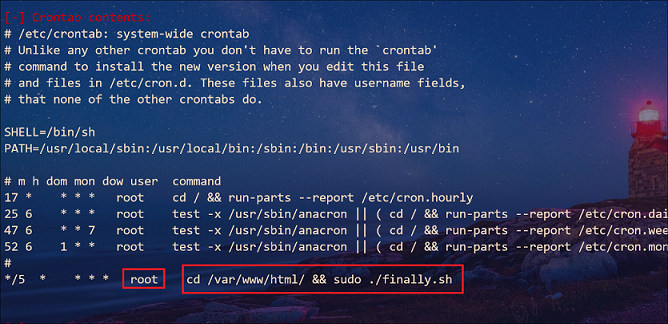 [-] Crontab contents:
# /etc/crontab: system-wide crontab
# Unlike any other crontab you don't have to run the `crontab'
# command to install the new version when you edit this file
# and files in /etc/cron.d. These files also have username fields,
# that none of the other crontabs do.
SHELL=/bin/sh
PATH=/usr/local/sbin:/usr/local/bin:/sbin:/bin:/usr/sbin:/usr/bin
# m h dom mon dow user command
17 * * * * root cd / && run-parts --report /etc/cron.hourly
25 6 * * * root test -x /usr/sbin/anacron || ( cd / && run-parts --report /etc/cron.dai
47 6 * * 7 root test -x /usr/sbin/anacron || ( cd / && run-parts --report /etc/cron.wee
52 6 1 * * root test -x /usr/sbin/anacron || ( cd / && run-parts --report /etc/cron.mon
#
*/5 * * * * root cd /var/www/html/ && sudo ./finally.sh